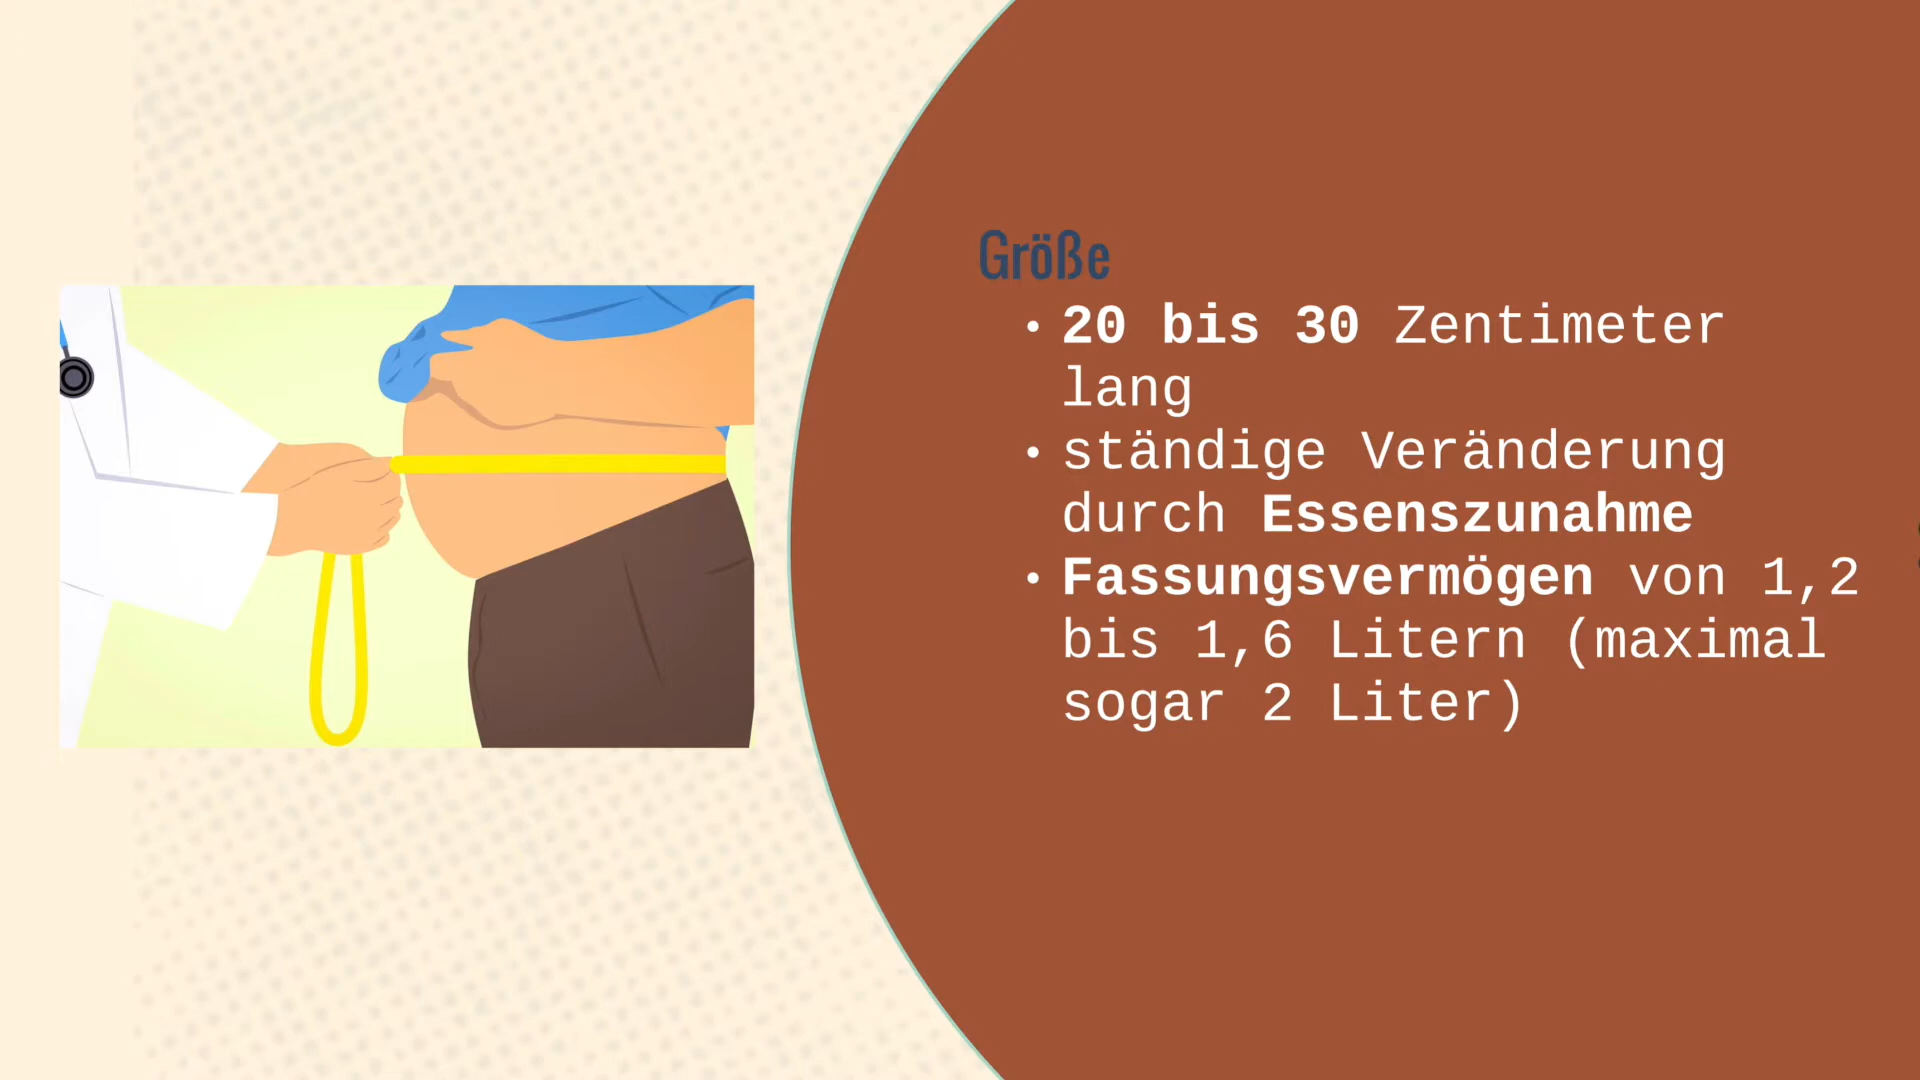 Größe
• 20 bis 30 Zentimeter
lang
• ständige Veränderung
durch Essenszunahme
• Fassungsvermögen von 1,2
bis 1,6 Litern (maximal
sogar 2 Liter)